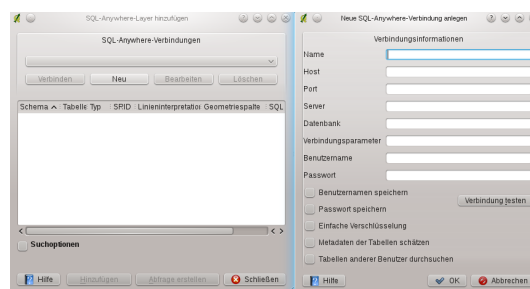 SQL-Anywhere-Layer hinzufügen
SQL-Anywhere-Verbindungen
Verbinden Neu Bearbeiten Löschen
Schema Tabelle Typ SRID Linieninterpretation Geometriespalte SQL
Suchoptionen
Hilfe Hinzufügen Abfrage erstellen Schließen
Neue SQL-Anywhere-Verbindung anlegen
Verbindungsinformationen
Name
Host
Port
Server
Datenbank
Verbindungsparameter
Benutzername
Passwort
Benutzernamen speichern
Verbindung testen
Passwort speichern
Einfache Verschlüsselung
Metadaten der Tabellen schätzen
Tabellen anderer Benutzer durchsuchen
Hilfe OK Abbrechen